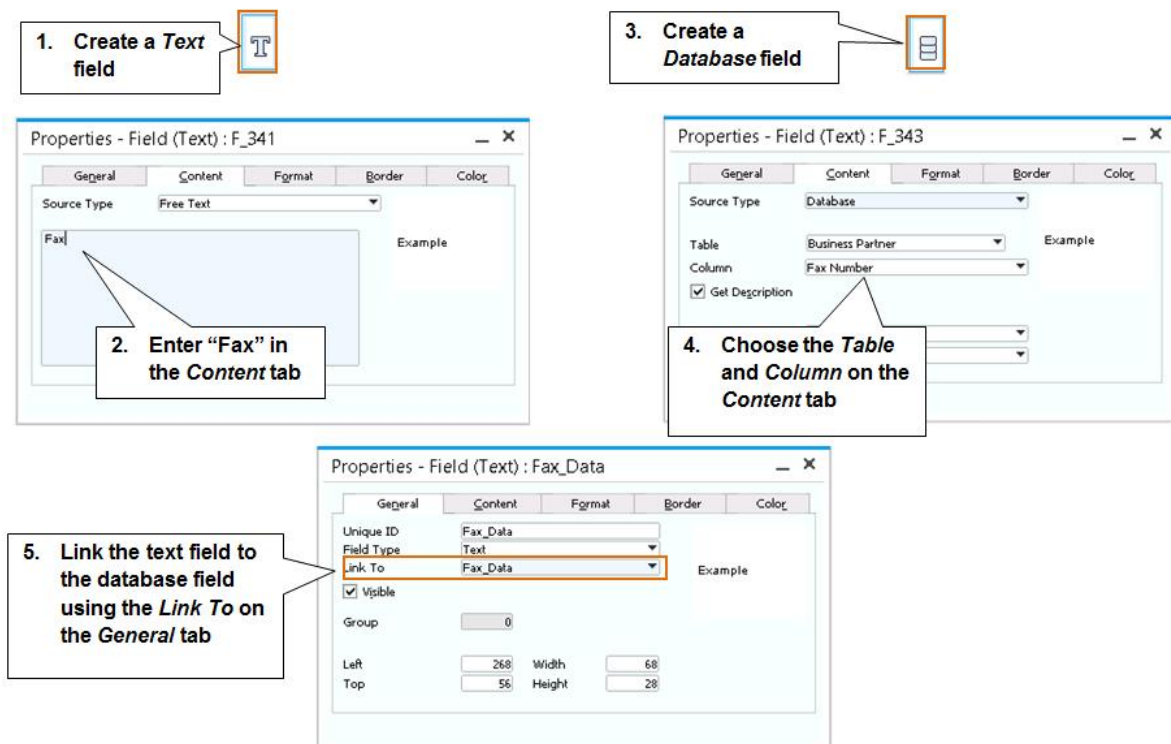 1. Create a Text
field
T
3. Create a
Database field
Properties - Field (Text) : F_341
General Content Format Border Color
Source Type Free Text
Fax
Example
2. Enter “Fax” in
the Content tab
Properties - Field (Text) : F_343
General Content Format Border Color
Source Type Database
Table Business Partner
Example
Column Fax Number
Get Description
4. Choose the Table
and Column on the
Content tab
Properties - Field (Text) : Fax_Data
General Content Format Border Color
Unique ID Fax_Data
Field Type Text
Link To Fax_Data
Example
Visible
Group 0
Left 268 Width 68
Top 56 Height 28
5. Link the text field to
the database field
using the Link To on
the General tab